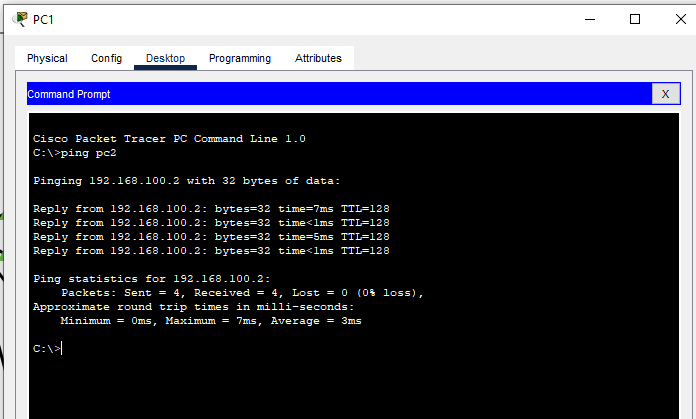 PC1
Physical Config Desktop Programming Attributes
Command Prompt X
Cisco Packet Tracer PC Command Line 1.0
C:\>ping pc2
Pinging 192.168.100.2 with 32 bytes of data:
Reply from 192.168.100.2: bytes=32 time=7ms TTL=128
Reply from 192.168.100.2: bytes=32 time<1ms TTL=128
Reply from 192.168.100.2: bytes=32 time=5ms TTL=128
Reply from 192.168.100.2: bytes=32 time<1ms TTL=128
Ping statistics for 192.168.100.2:
Packets: Sent = 4, Received = 4, Lost = 0 (0% loss),
Approximate round trip times in milli-seconds:
Minimum = 0ms, Maximum = 7ms, Average = 3ms
C:\>